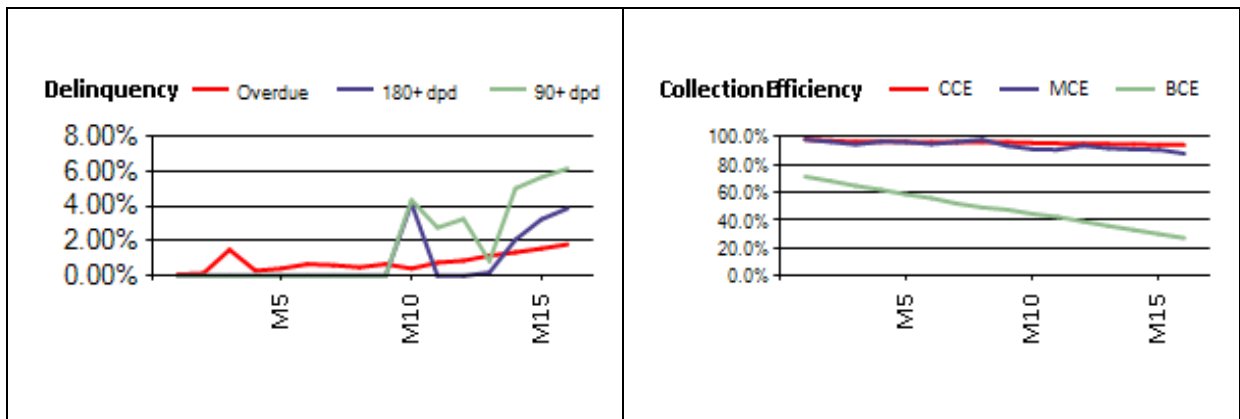 Delinquency Overdue 180+ dpd 90+ dpd
8.00%
6.00%
4.00%
2.00%
0.00%
M5
M10
M15
Collection Efficiency CCE MCE BCE
100.0%
80.0%
60.0%
40.0%
20.0%
0.0%
M5
M10
M15